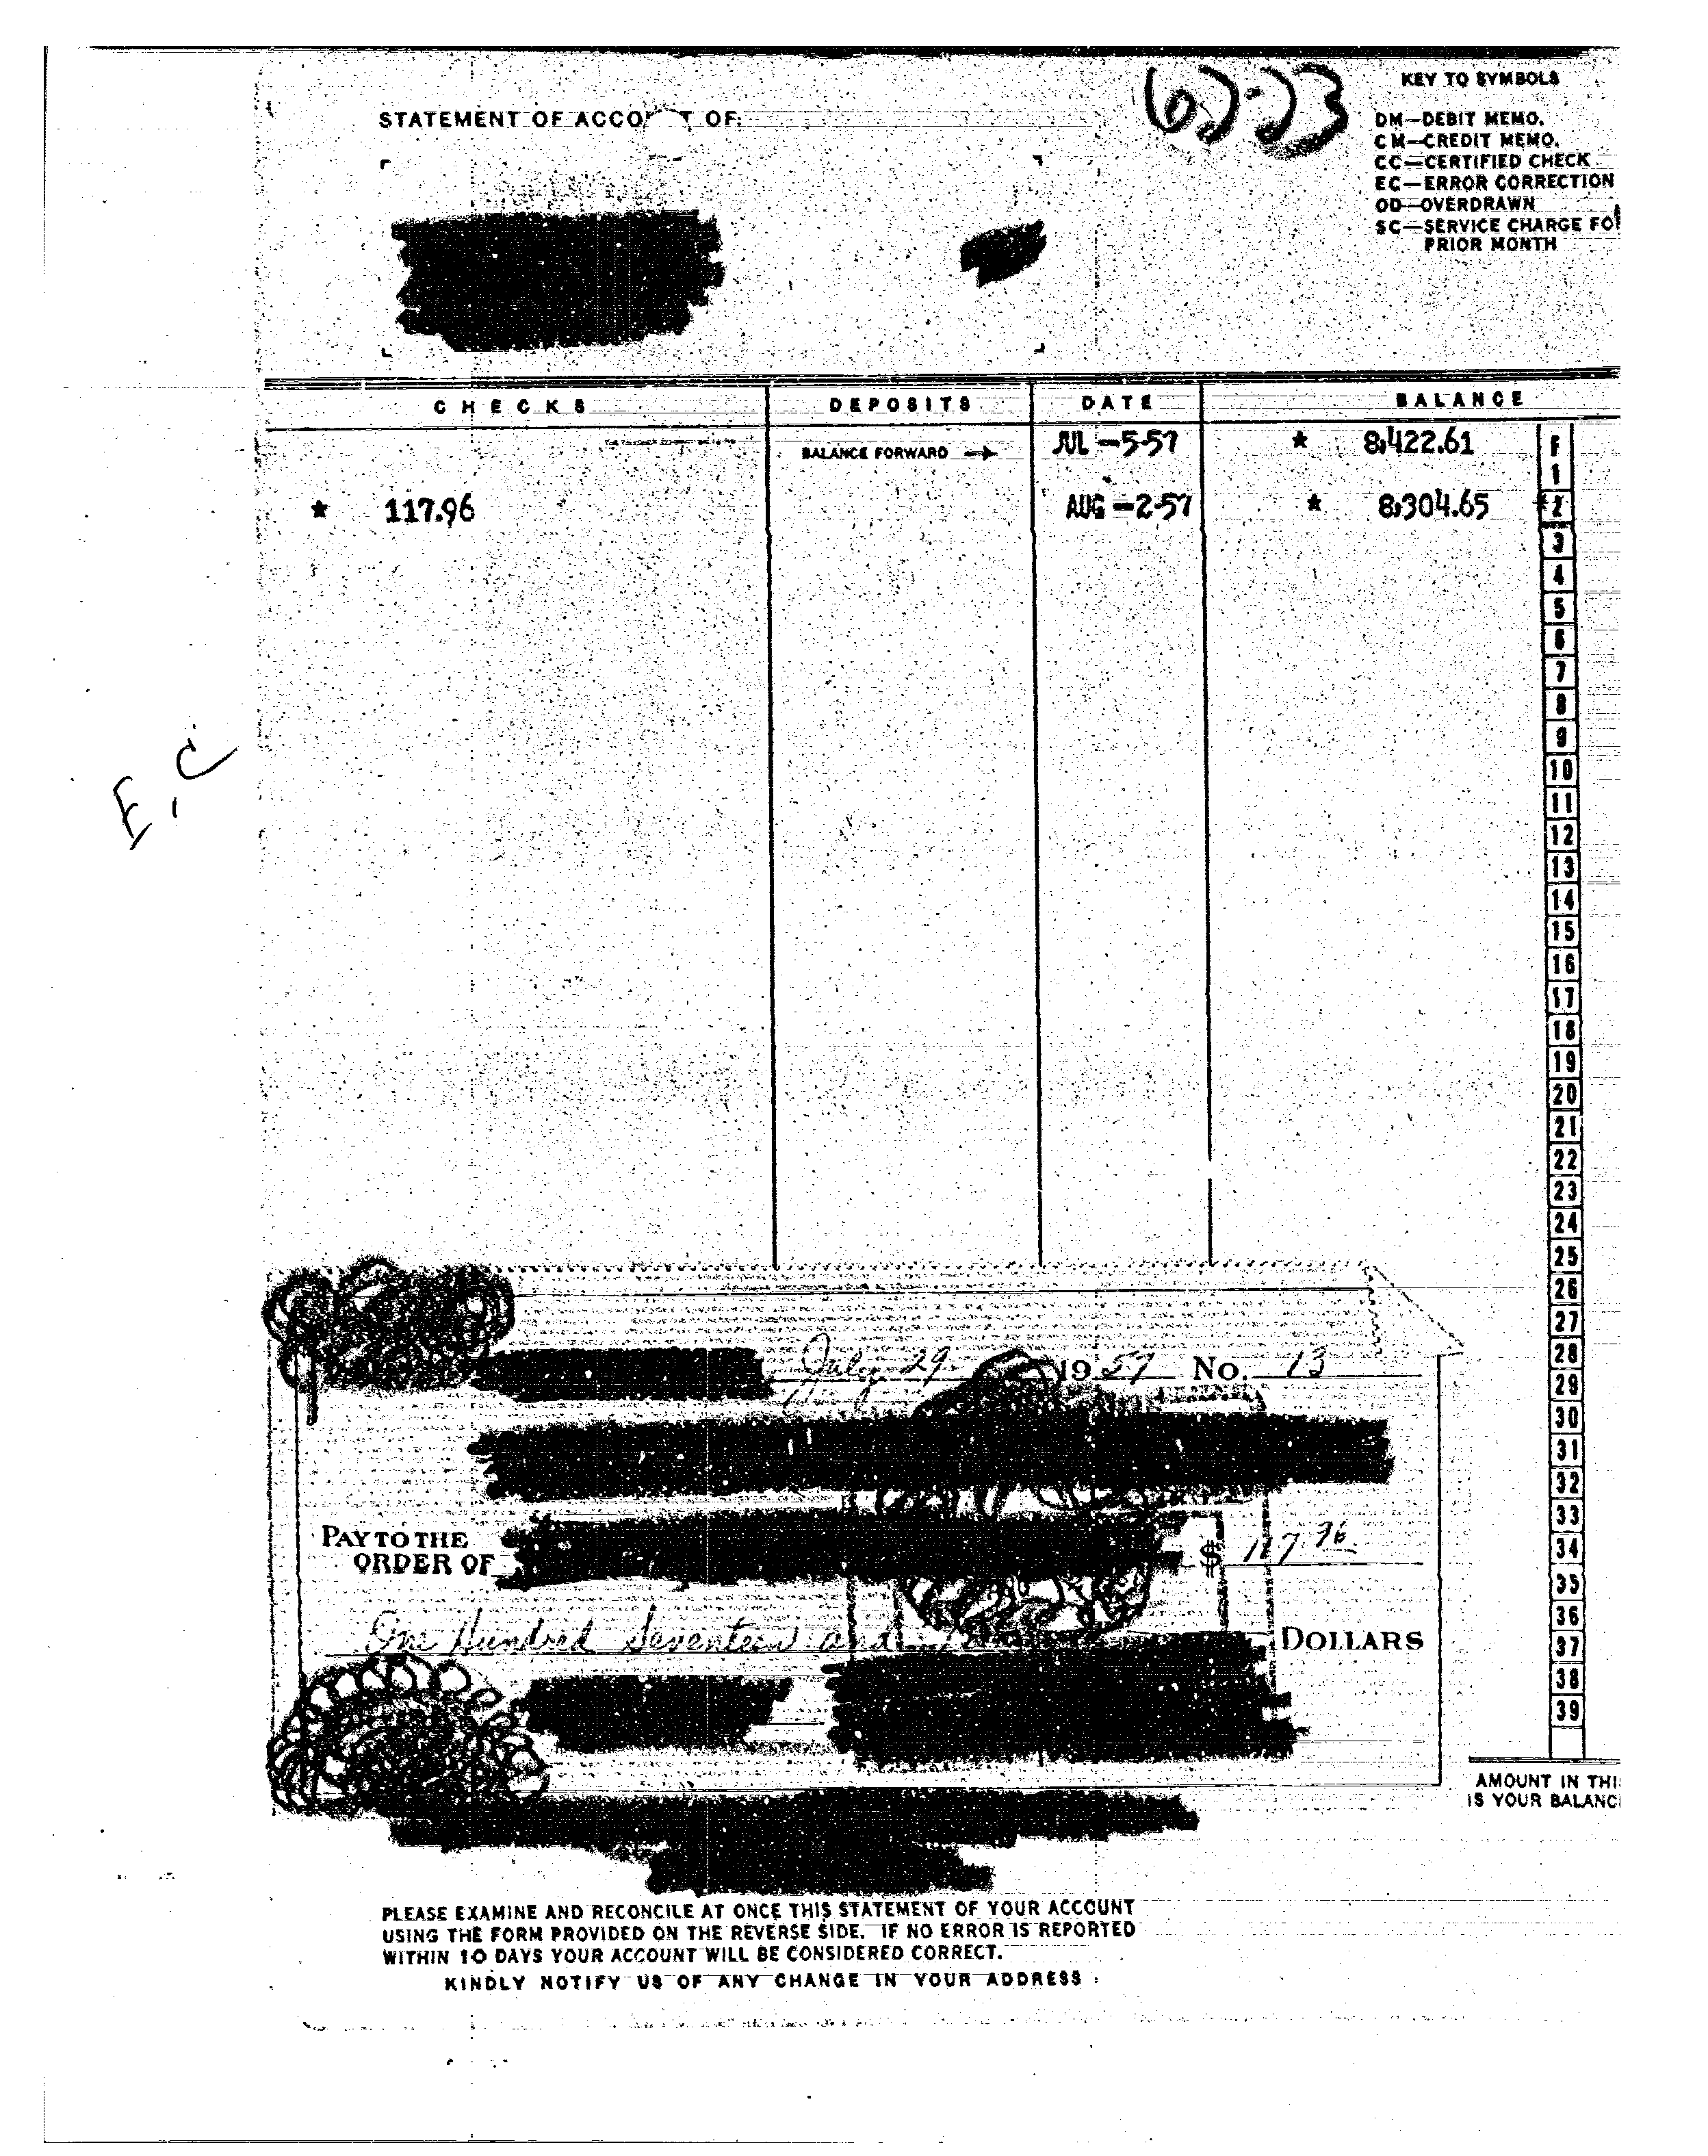 KEY TO SYMBOLS
STATEMENT OF ACCO T OF:
DM—DEBIT MEMO.
CM—CREDIT MEMO.
CC—CERTIFIED CHECK
EC—ERROR CORRECTION
OD—OVERDRAWN
SC—SERVICE CHARGE FO
PRIOR MONTH
CHECKS DEPOSITS DATE BALANCE
BALANCE FORWARD → JUL -5-57 * 8,422.61 F
1
* 117.96 AUG -2-57 * 8,304.65 2
3
4
5
6
7
8
9
E, C
10
11
12
13
14
15
16
17
18
19
20
21
22
23
24
25
26
27
28
29
30
31
32
33
34
35
36
37
38
39
July 29 1957 No. 13
PAY TO THE
ORDER OF $ 117.96
One Hundred Seventeen and DOLLARS
AMOUNT IN THI
IS YOUR BALANC
PLEASE EXAMINE AND RECONCILE AT ONCE THIS STATEMENT OF YOUR ACCOUNT
USING THE FORM PROVIDED ON THE REVERSE SIDE. IF NO ERROR IS REPORTED
WITHIN 10 DAYS YOUR ACCOUNT WILL BE CONSIDERED CORRECT.
KINDLY NOTIFY US OF ANY CHANGE IN YOUR ADDRESS